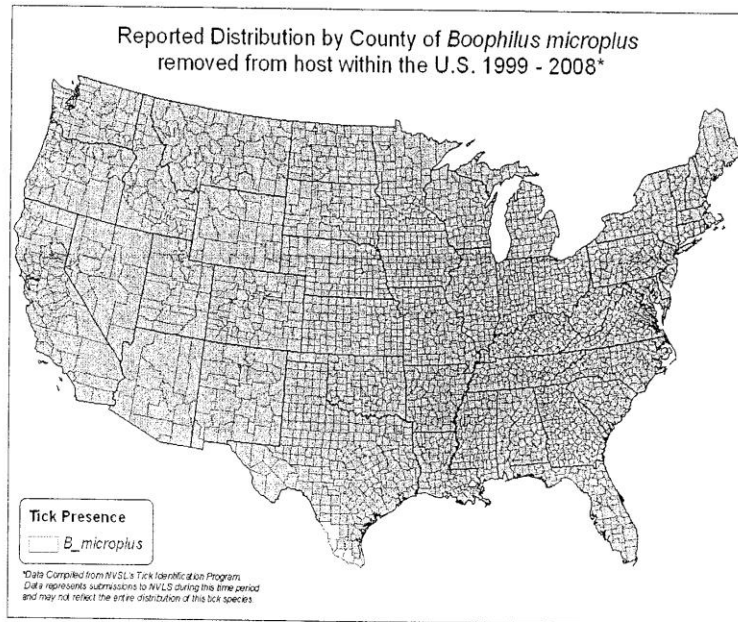 Reported Distribution by County of Boophilus microplus
removed from host within the U.S. 1999 - 2008*
Tick Presence
B_microplus
*Data Compiled from NVSL's Tick Identification Program.
Data represents submissions to NVLS during this time period
and may not reflect the entire distribution of this tick species.